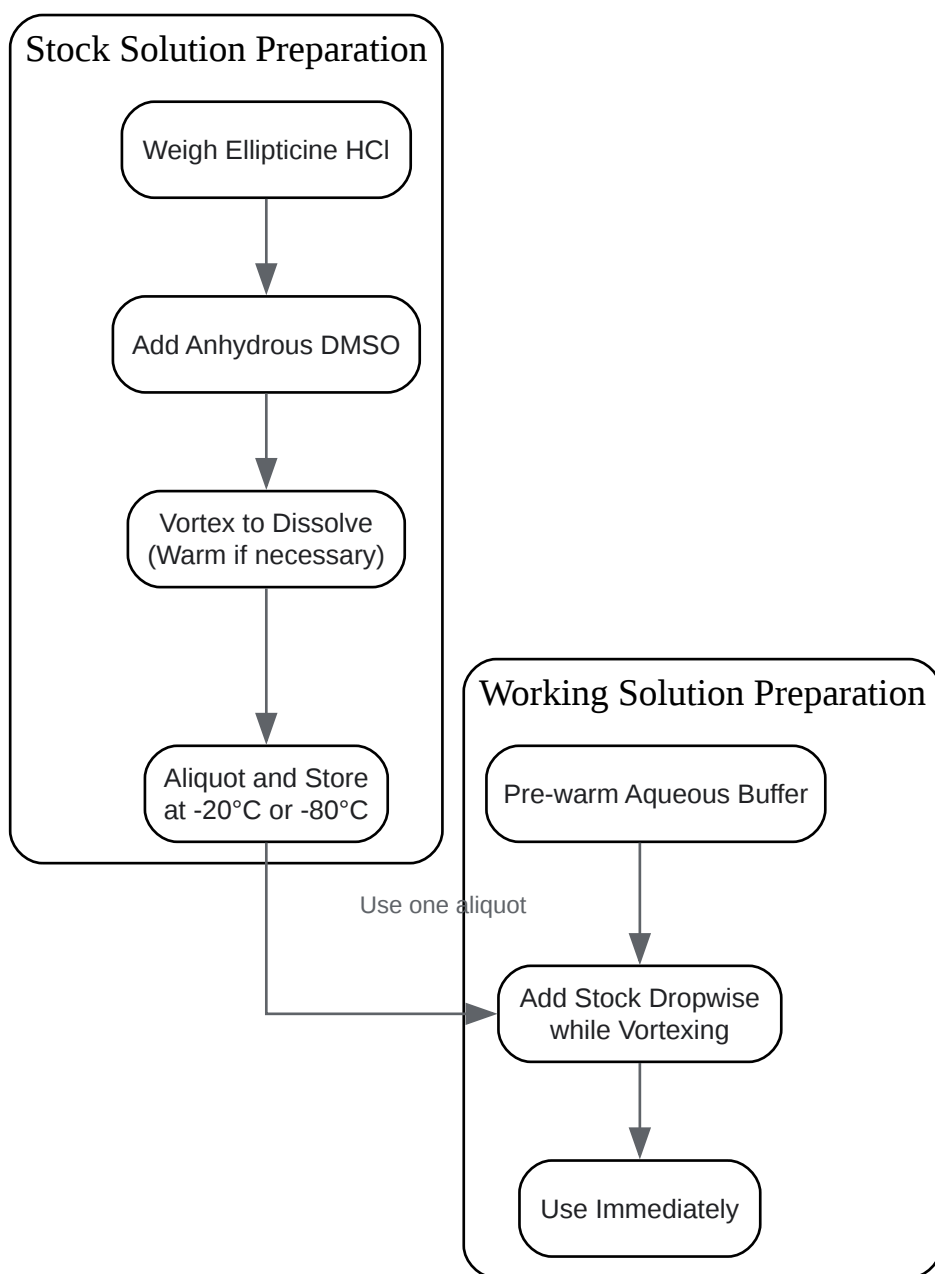 Stock Solution Preparation
Weigh Ellipticine HCl
Add Anhydrous DMSO
Vortex to Dissolve
(Warm if necessary)
Aliquot and Store
at -20°C or -80°C
Use one aliquot
Working Solution Preparation
Pre-warm Aqueous Buffer
Add Stock Dropwise
while Vortexing
Use Immediately